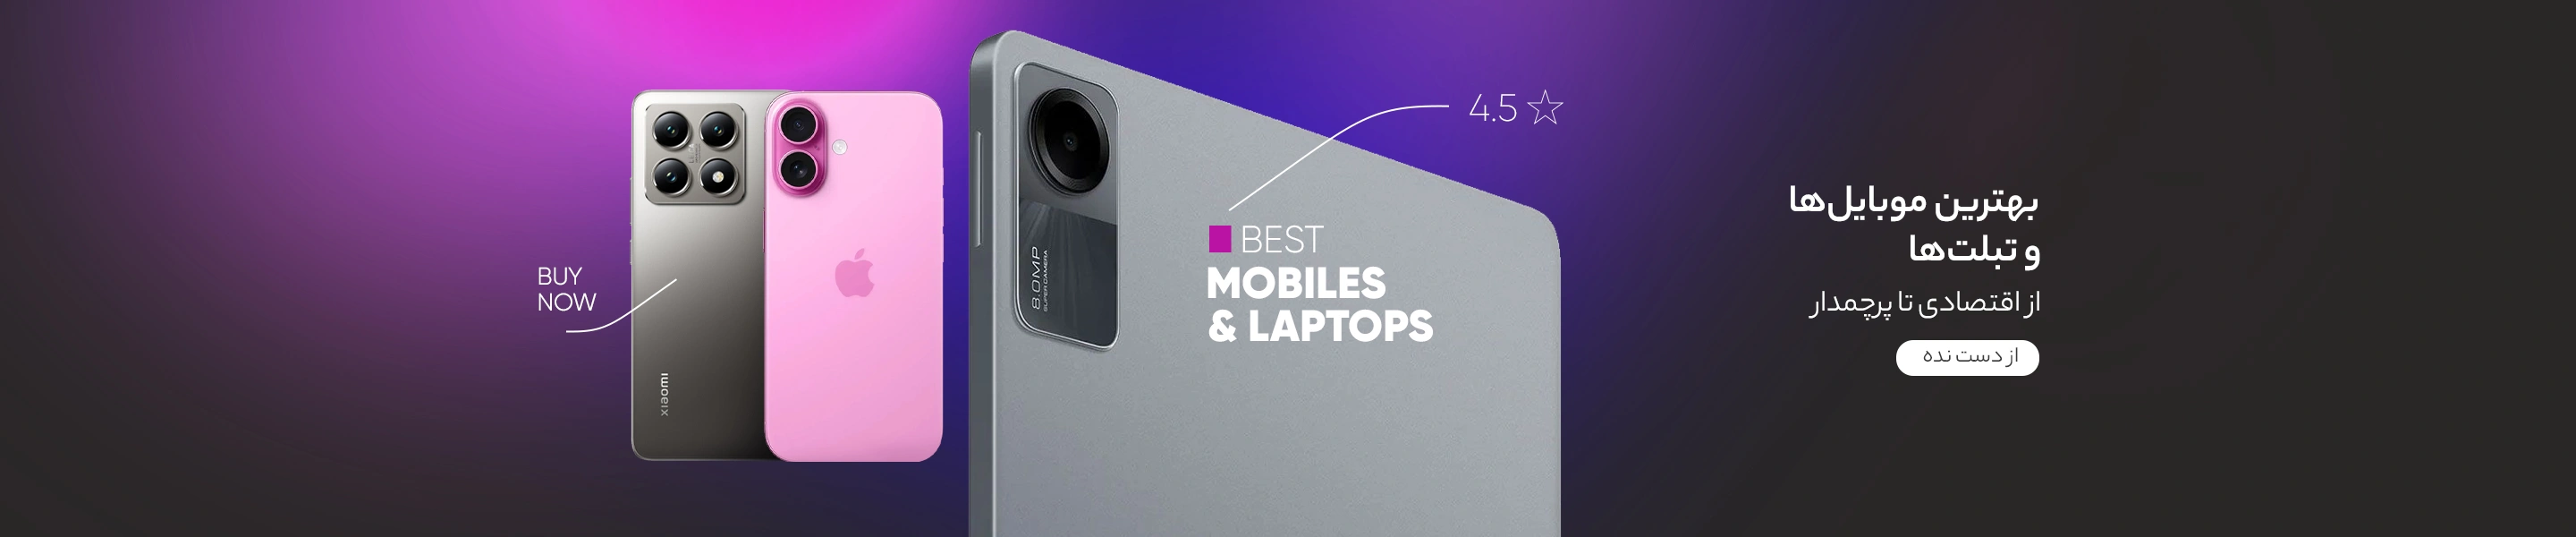 بهترین موبایل‌ها
و تبلت‌ها
از اقتصادی تا پرچمدار
از دست نده
4.5
BEST
MOBILES
& LAPTOPS
8.0MP
SUPER CAMERA
BUY
NOW
xiaomi